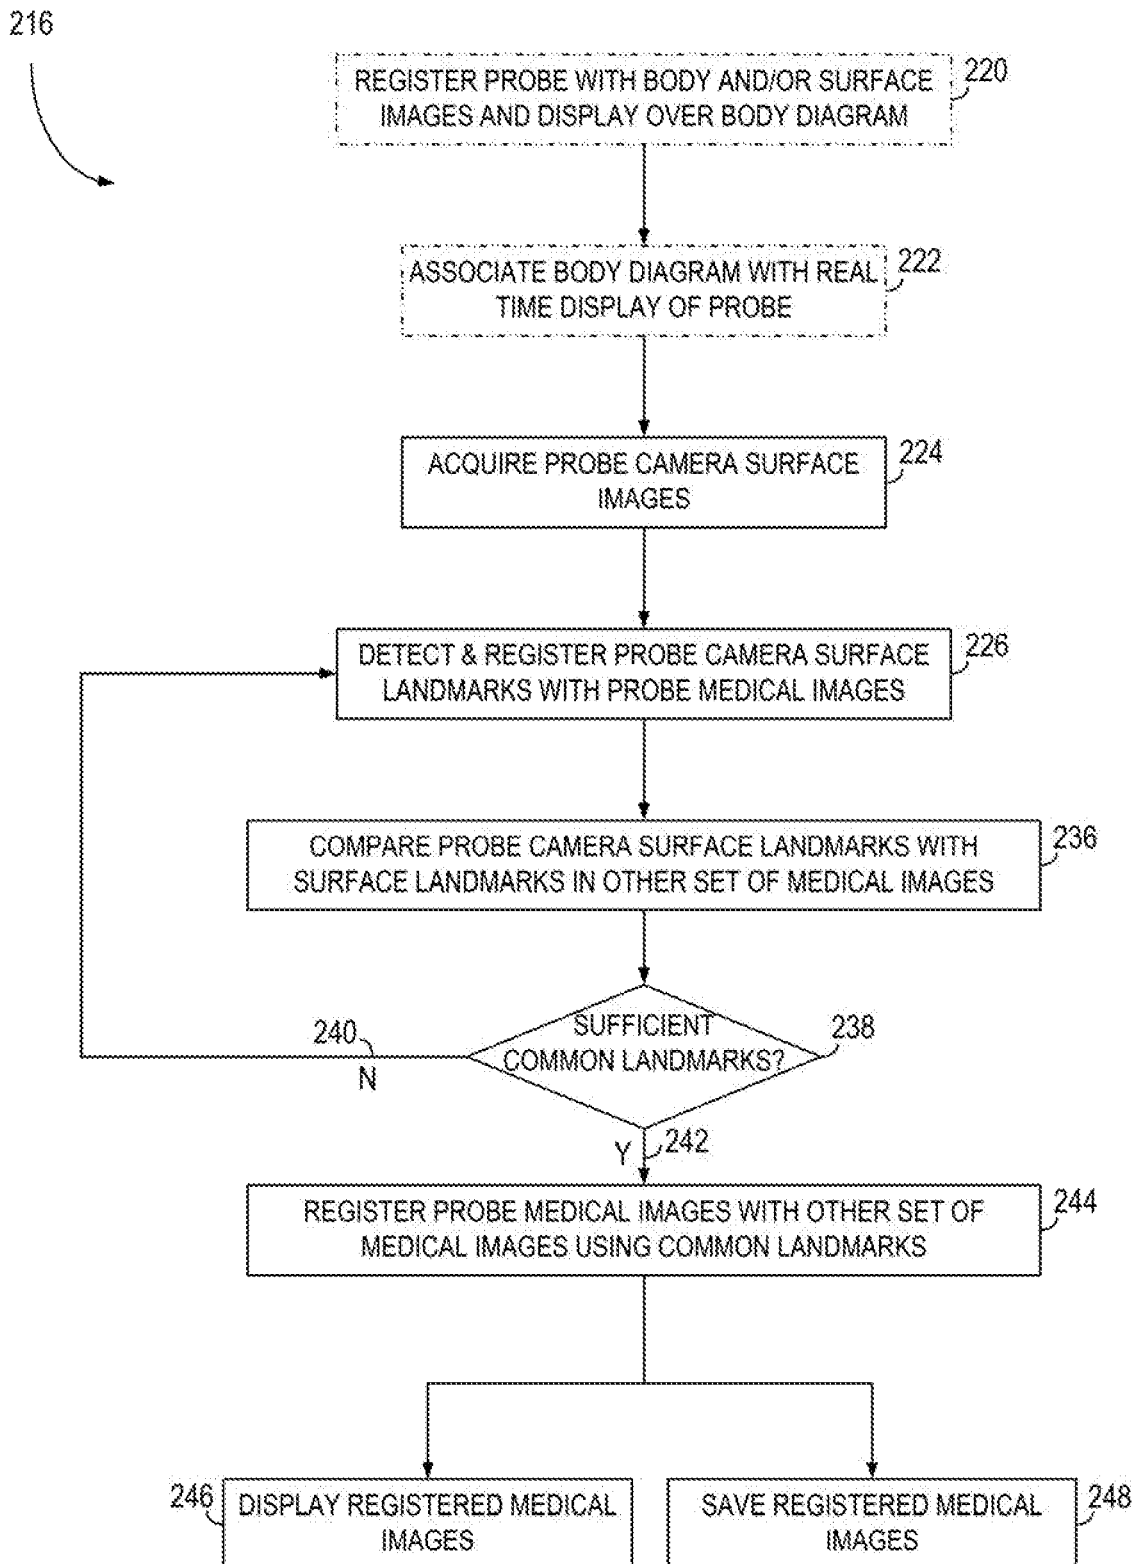 216
REGISTER PROBE WITH BODY AND/OR SURFACE
IMAGES AND DISPLAY OVER BODY DIAGRAM
220
ASSOCIATE BODY DIAGRAM WITH REAL
TIME DISPLAY OF PROBE
222
ACQUIRE PROBE CAMERA SURFACE
IMAGES
224
DETECT & REGISTER PROBE CAMERA SURFACE
LANDMARKS WITH PROBE MEDICAL IMAGES
226
COMPARE PROBE CAMERA SURFACE LANDMARKS WITH
SURFACE LANDMARKS IN OTHER SET OF MEDICAL IMAGES
236
SUFFICIENT
COMMON LANDMARKS?
238
240
N
Y
242
REGISTER PROBE MEDICAL IMAGES WITH OTHER SET OF
MEDICAL IMAGES USING COMMON LANDMARKS
244
246
DISPLAY REGISTERED MEDICAL
IMAGES
SAVE REGISTERED MEDICAL
IMAGES
248